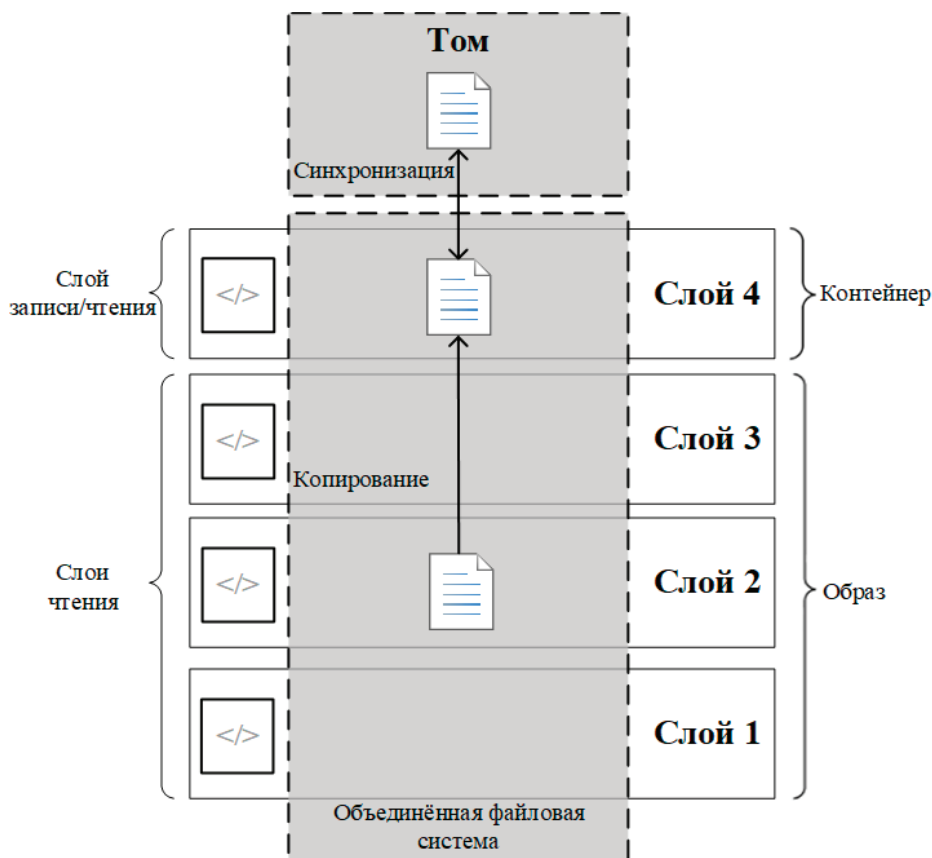 Том
Синхронизация
Слой
записи/чтения
</>
Слой 4
Контейнер
</>
Слой 3
Копирование
Слои
чтения
</>
Слой 2
Образ
</>
Слой 1
Объединённая файловая
система